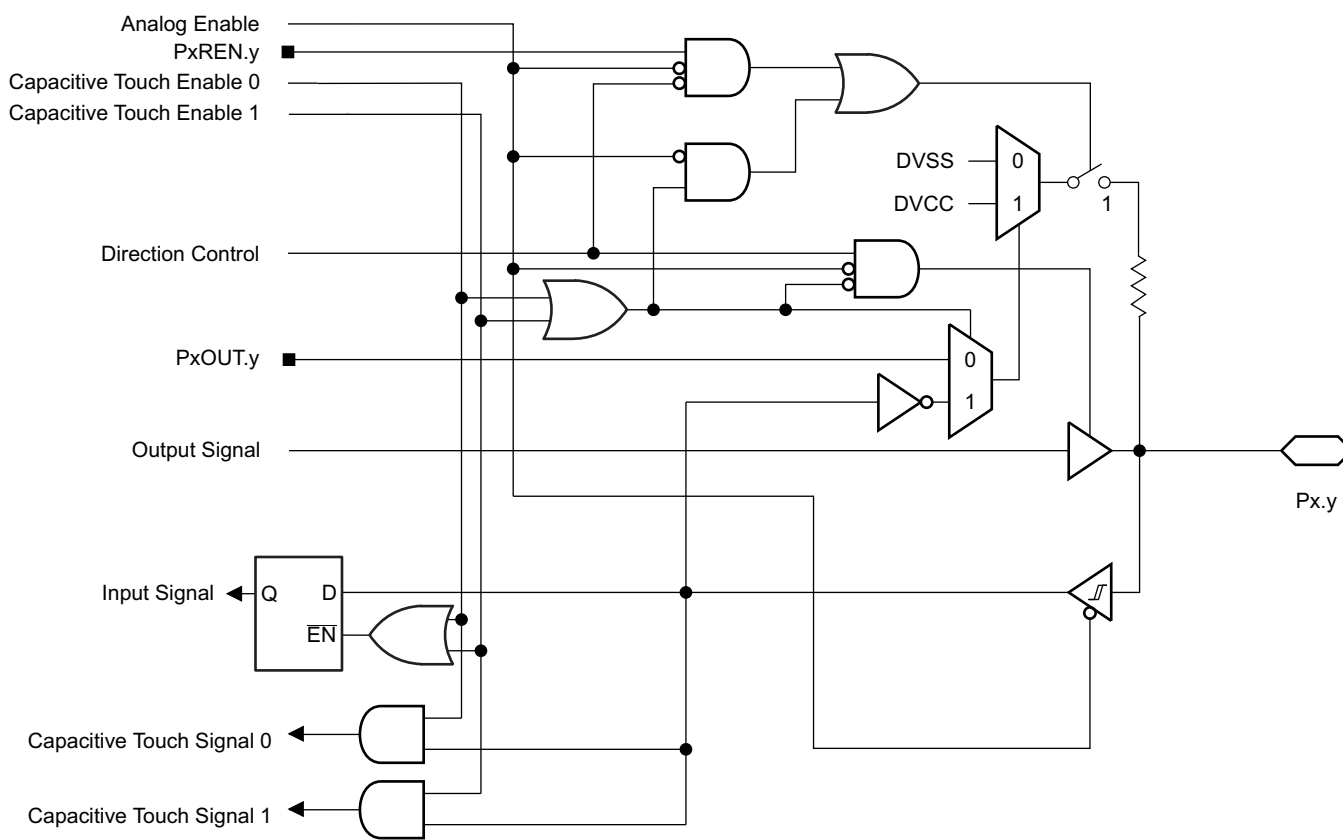 Analog Enable
PxREN.y
Capacitive Touch Enable 0
Capacitive Touch Enable 1
DVSS
0
DVCC
1
1
Direction Control
PxOUT.y
0
1
Output Signal
Px.y
Input Signal
Q
D
EN
Capacitive Touch Signal 0
Capacitive Touch Signal 1